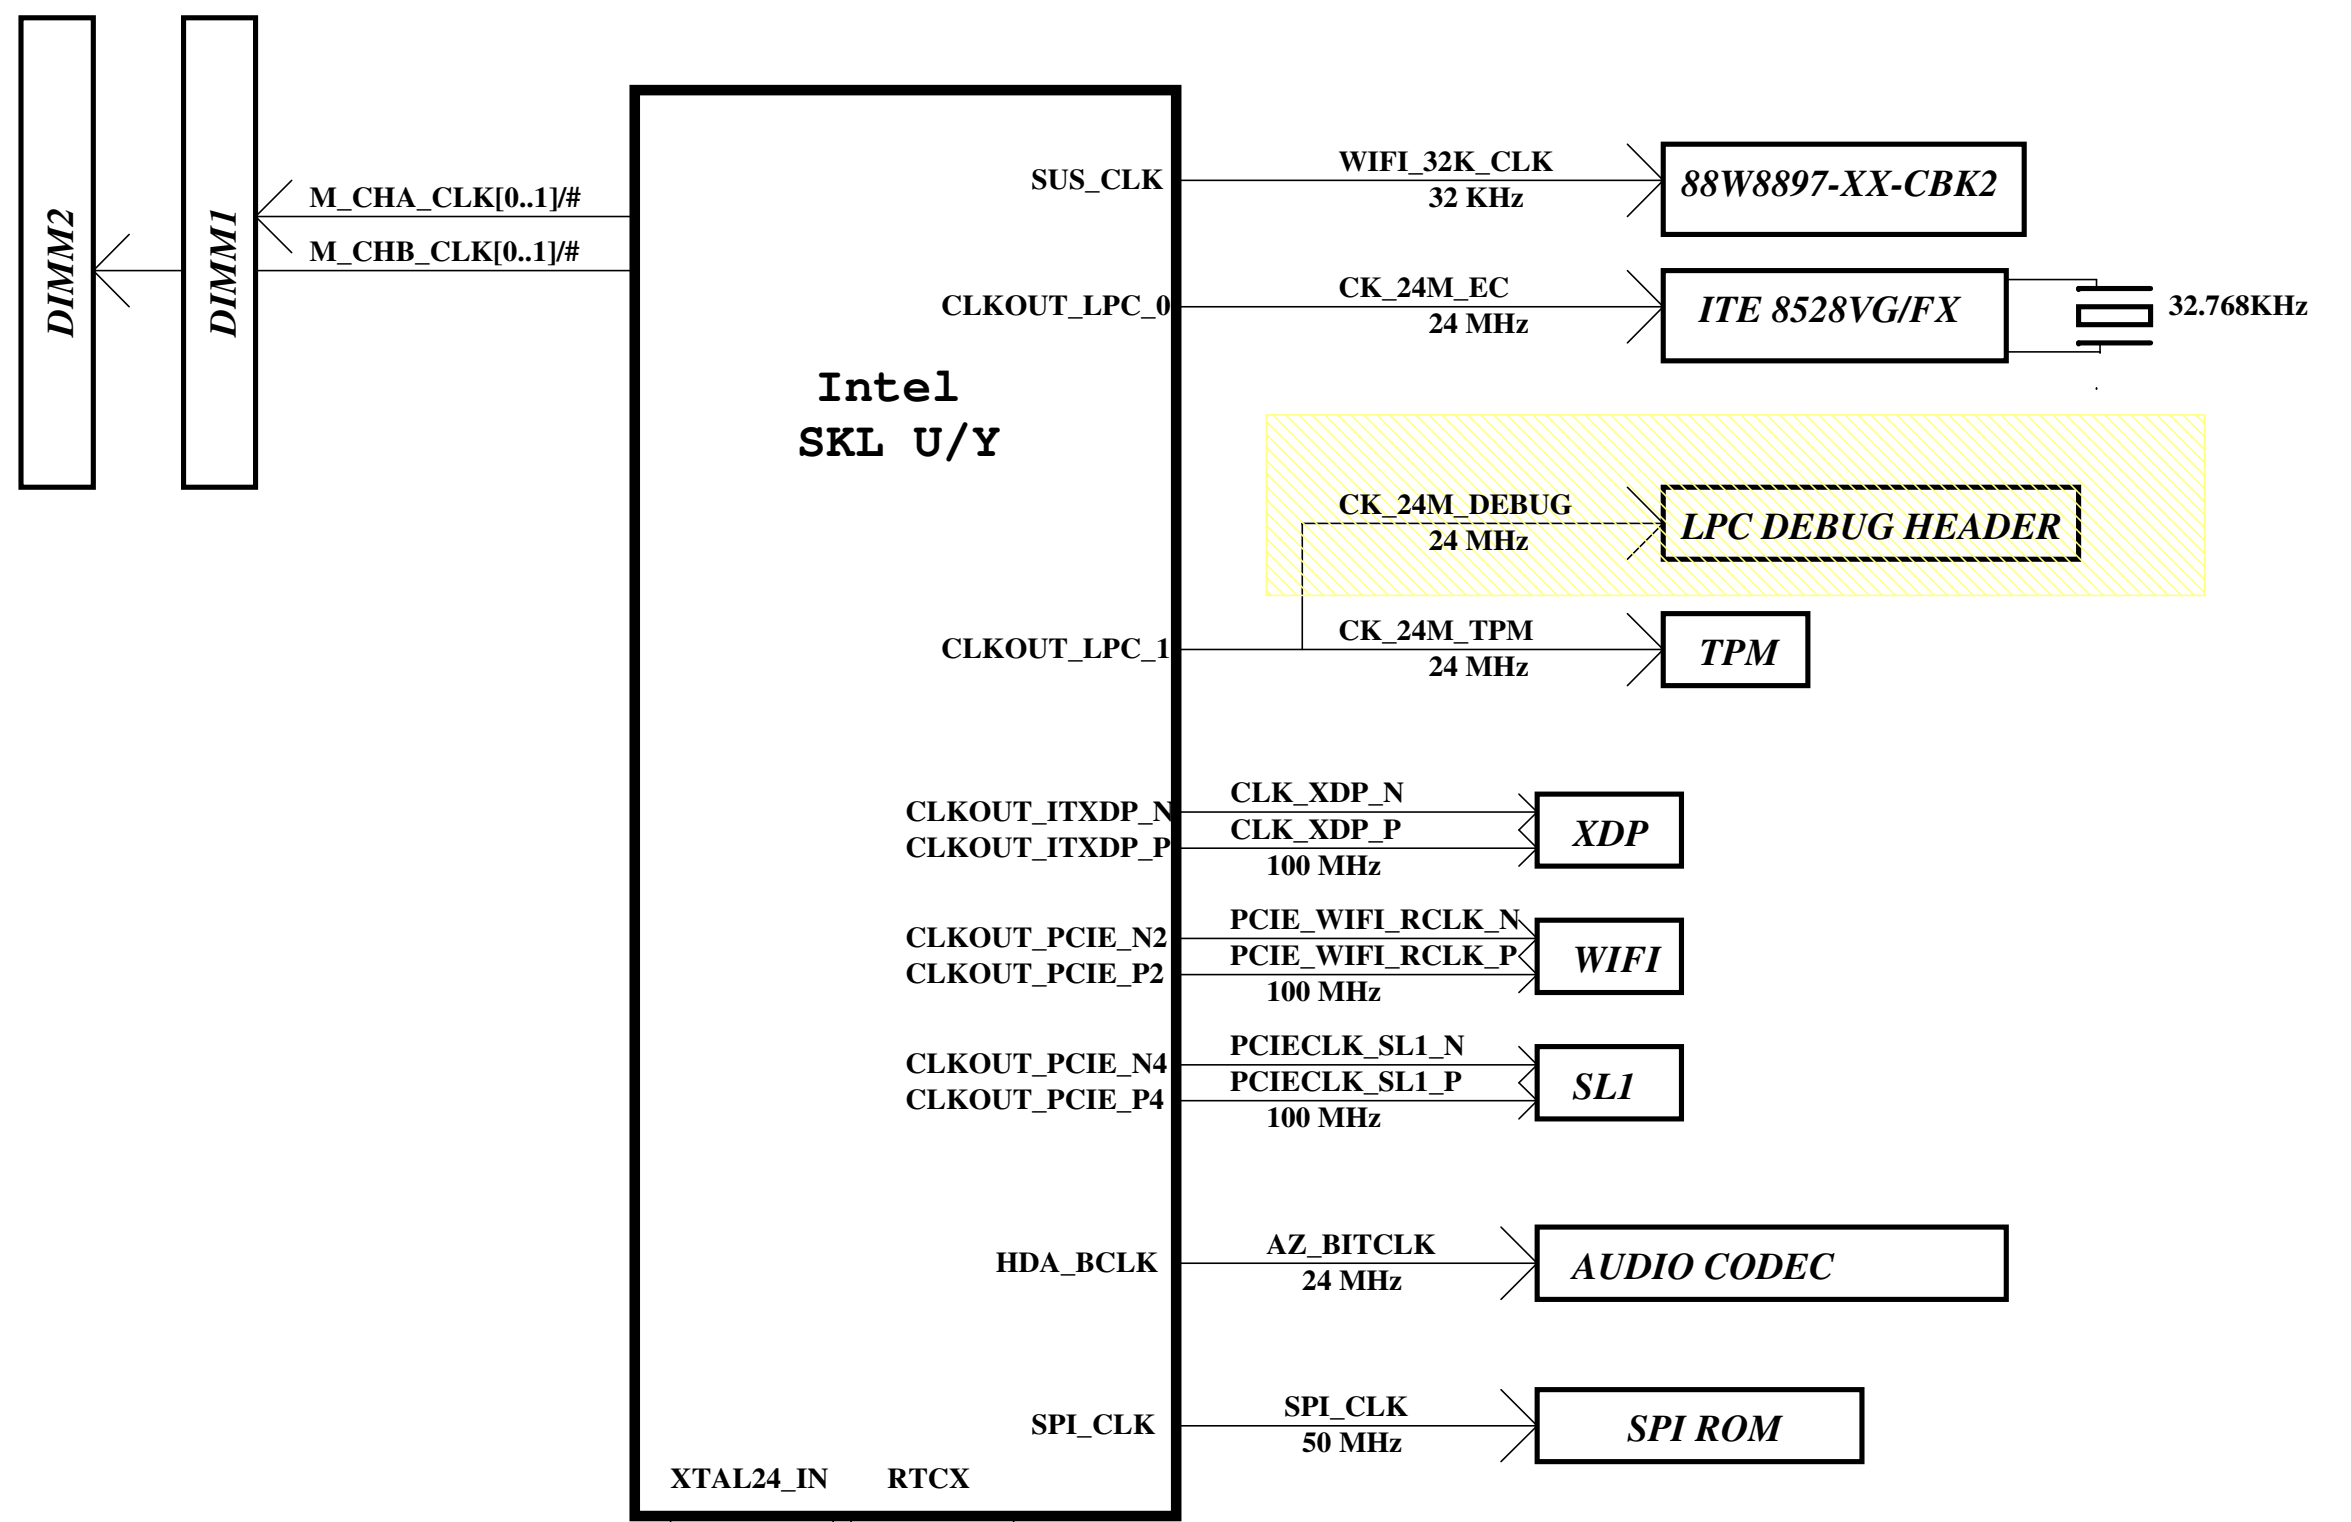 DIMM2
DIMM1
M_CHA_CLK[0..1]/#
M_CHB_CLK[0..1]/#
Intel
SKL U/Y
SUS_CLK
WIFI_32K_CLK
32 KHz
88W8897-XX-CBK2
CLKOUT_LPC_0
CK_24M_EC
24 MHz
ITE 8528VG/FX
32.768KHz
CK_24M_DEBUG
24 MHz
LPC DEBUG HEADER
CLKOUT_LPC_1
CK_24M_TPM
24 MHz
TPM
CLKOUT_ITXDP_N
CLKOUT_ITXDP_P
CLK_XDP_N
CLK_XDP_P
100 MHz
XDP
CLKOUT_PCIE_N2
CLKOUT_PCIE_P2
PCIE_WIFI_RCLK_N
PCIE_WIFI_RCLK_P
100 MHz
WIFI
CLKOUT_PCIE_N4
CLKOUT_PCIE_P4
PCIECLK_SL1_N
PCIECLK_SL1_P
100 MHz
SL1
HDA_BCLK
AZ_BITCLK
24 MHz
AUDIO CODEC
SPI_CLK
SPI_CLK
50 MHz
SPI ROM
XTAL24_IN
RTCX